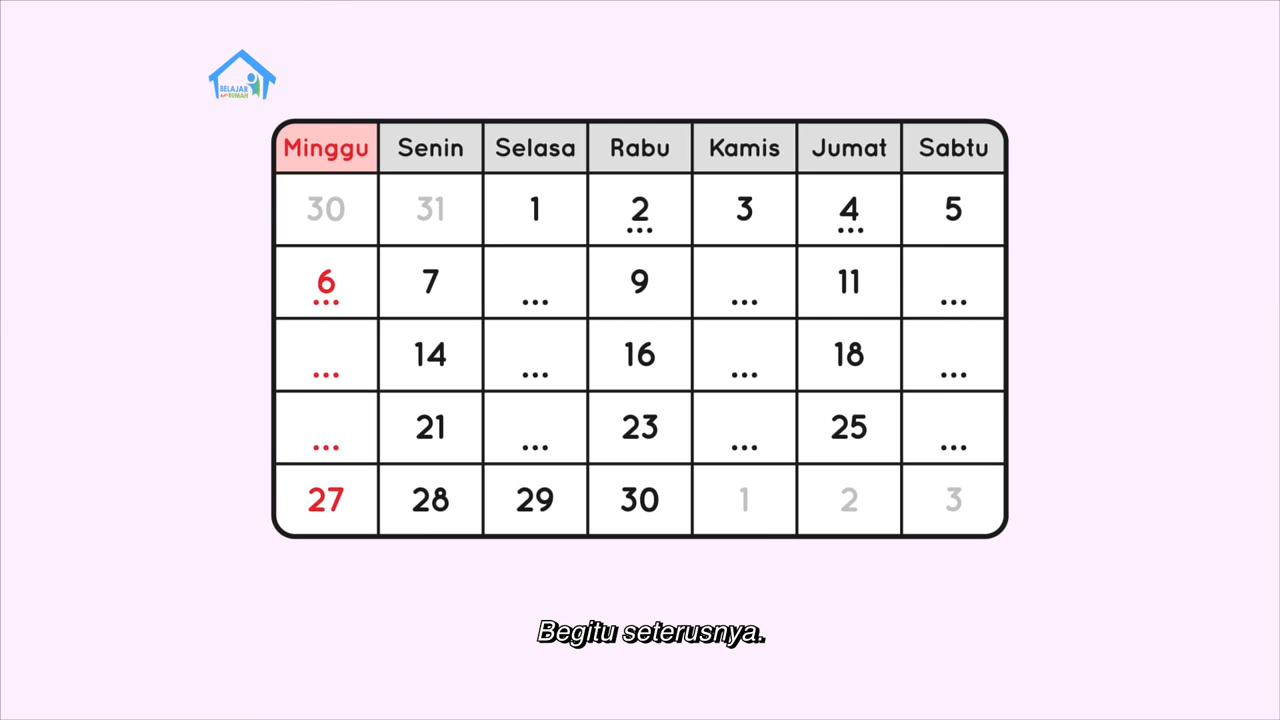 BELAJAR
dari RUMAH
Minggu Senin Selasa Rabu Kamis Jumat Sabtu
30 31 1 2 ... 3 4 ... 5
6 ... 7 ... 9 ... 11 ...
... 14 ... 16 ... 18 ...
... 21 ... 23 ... 25 ...
27 28 29 30 1 2 3
Begitu seterusnya.